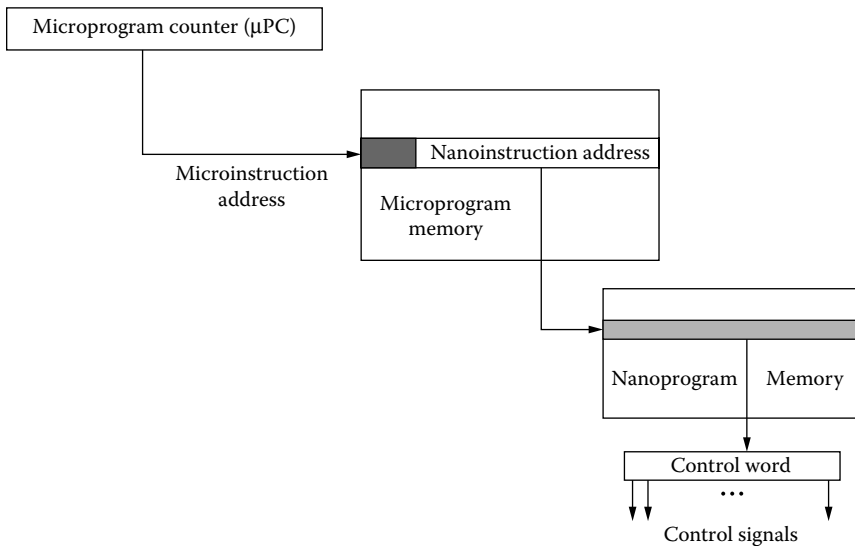 Microprogram counter (μPC)
Nanoinstruction address
Microinstruction
address
Microprogram
memory
Nanoprogram
Memory
Control word
...
Control signals